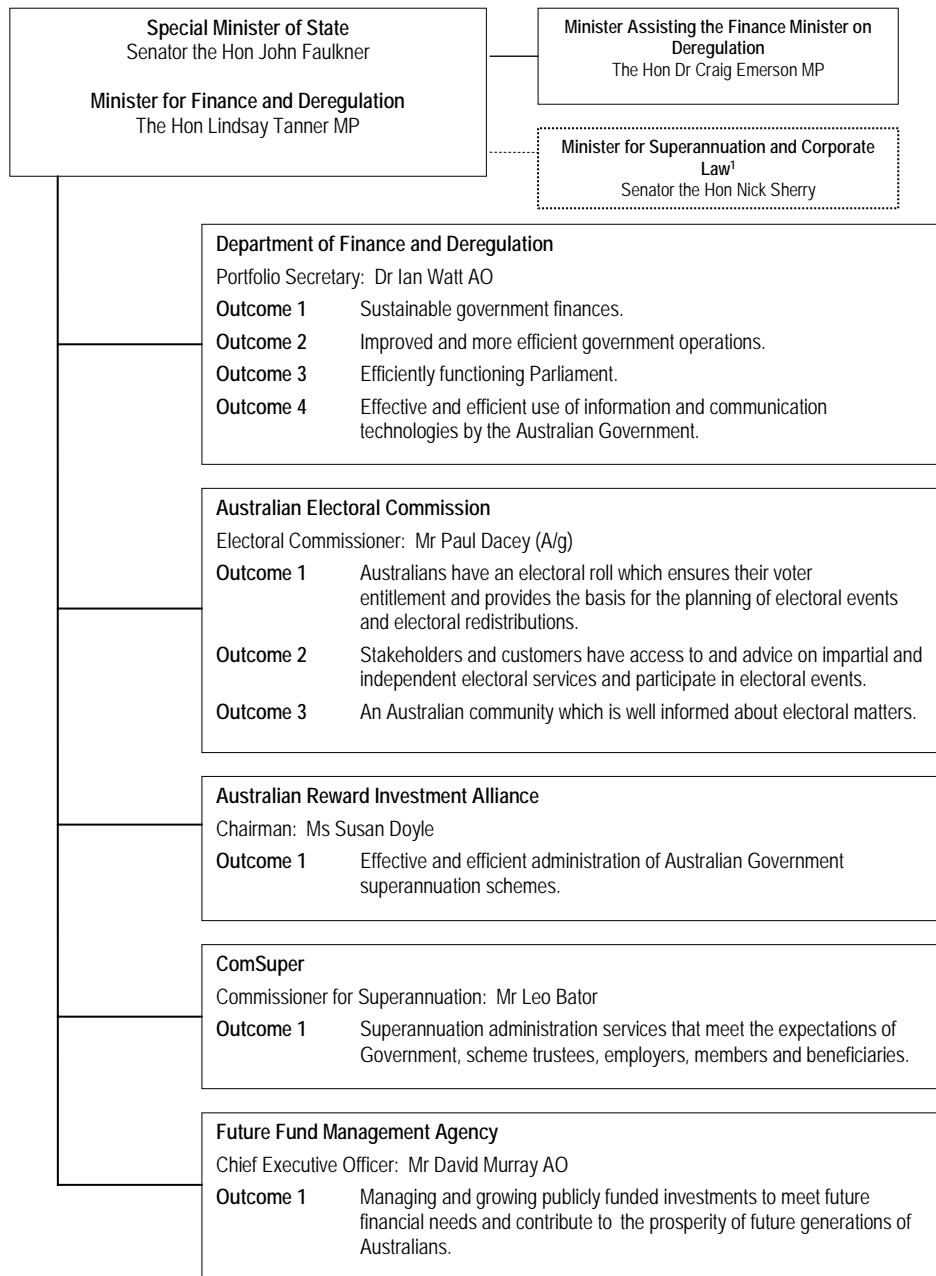 Special Minister of State
Senator the Hon John Faulkner
Minister for Finance and Deregulation
The Hon Lindsay Tanner MP
Minister Assisting the Finance Minister on
Deregulation
The Hon Dr Craig Emerson MP
Minister for Superannuation and Corporate
Law¹
Senator the Hon Nick Sherry
Department of Finance and Deregulation
Portfolio Secretary: Dr Ian Watt AO
Outcome 1 Sustainable government finances.
Outcome 2 Improved and more efficient government operations.
Outcome 3 Efficiently functioning Parliament.
Outcome 4 Effective and efficient use of information and communication
technologies by the Australian Government.
Australian Electoral Commission
Electoral Commissioner: Mr Paul Dacey (A/g)
Outcome 1 Australians have an electoral roll which ensures their voter
entitlement and provides the basis for the planning of electoral events
and electoral redistributions.
Outcome 2 Stakeholders and customers have access to and advice on impartial and
independent electoral services and participate in electoral events.
Outcome 3 An Australian community which is well informed about electoral matters.
Australian Reward Investment Alliance
Chairman: Ms Susan Doyle
Outcome 1 Effective and efficient administration of Australian Government
superannuation schemes.
ComSuper
Commissioner for Superannuation: Mr Leo Bator
Outcome 1 Superannuation administration services that meet the expectations of
Government, scheme trustees, employers, members and beneficiaries.
Future Fund Management Agency
Chief Executive Officer: Mr David Murray AO
Outcome 1 Managing and growing publicly funded investments to meet future
financial needs and contribute to the prosperity of future generations of
Australians.